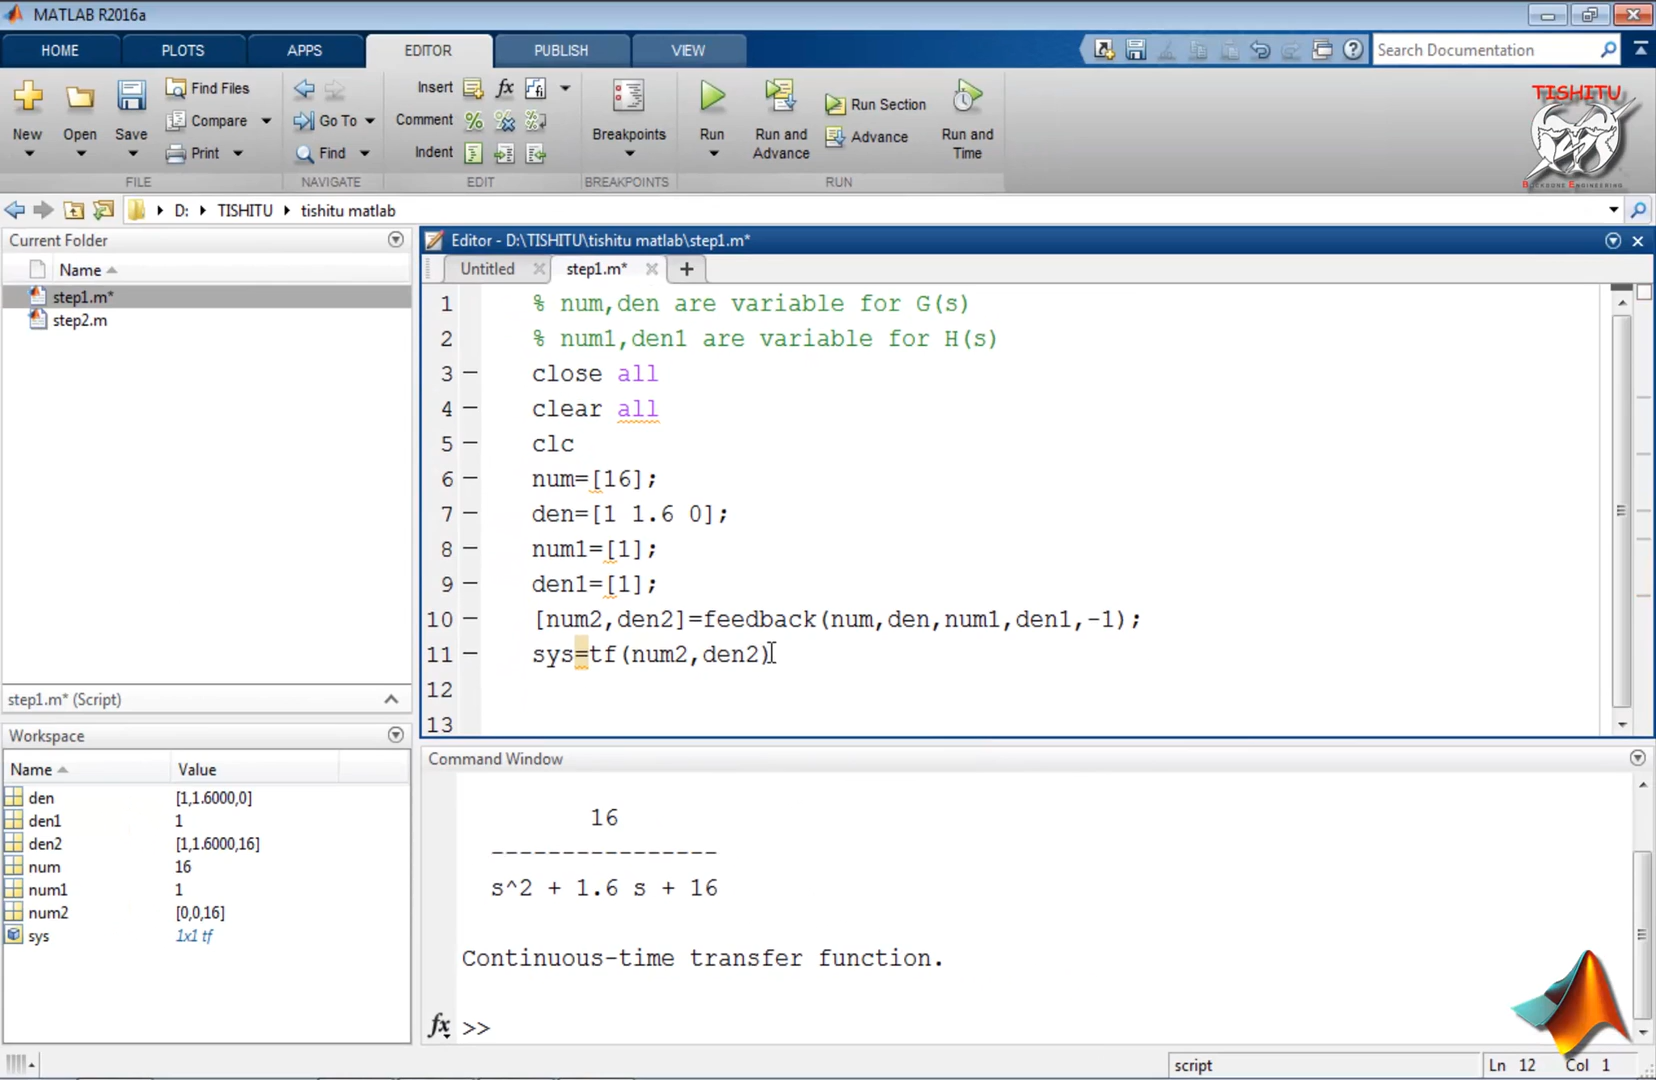 MATLAB R2016a
HOME
PLOTS
APPS
EDITOR
PUBLISH
VIEW
Search Documentation
New
Open
Save
Find Files
Compare
Print
FILE
Go To
Find
NAVIGATE
Insert
fx
Comment
Indent
EDIT
Breakpoints
BREAKPOINTS
Run
Run and
Advance
Run Section
Advance
Run and
Time
RUN
TISHITU
BACKBONE ENGINEERING
D:
TISHITU
tishitu matlab
Current Folder
Name
step1.m*
step2.m
step1.m* (Script)
Workspace
Name Value
den [1,1.6000,0]
den1 1
den2 [1,1.6000,16]
num 16
num1 1
num2 [0,0,16]
sys 1x1 tf
Editor - D:\TISHITU\tishitu matlab\step1.m*
Untitled
step1.m*
1 % num,den are variable for G(s)
2 % num1,den1 are variable for H(s)
3 close all
4 clear all
5 clc
6 num=[16];
7 den=[1 1.6 0];
8 num1=[1];
9 den1=[1];
10 [num2,den2]=feedback(num,den,num1,den1,-1);
11 sys=tf(num2,den2)
12
13
Command Window
16
----------------
s^2 + 1.6 s + 16
Continuous-time transfer function.
fx >>
script
Ln 12 Col 1